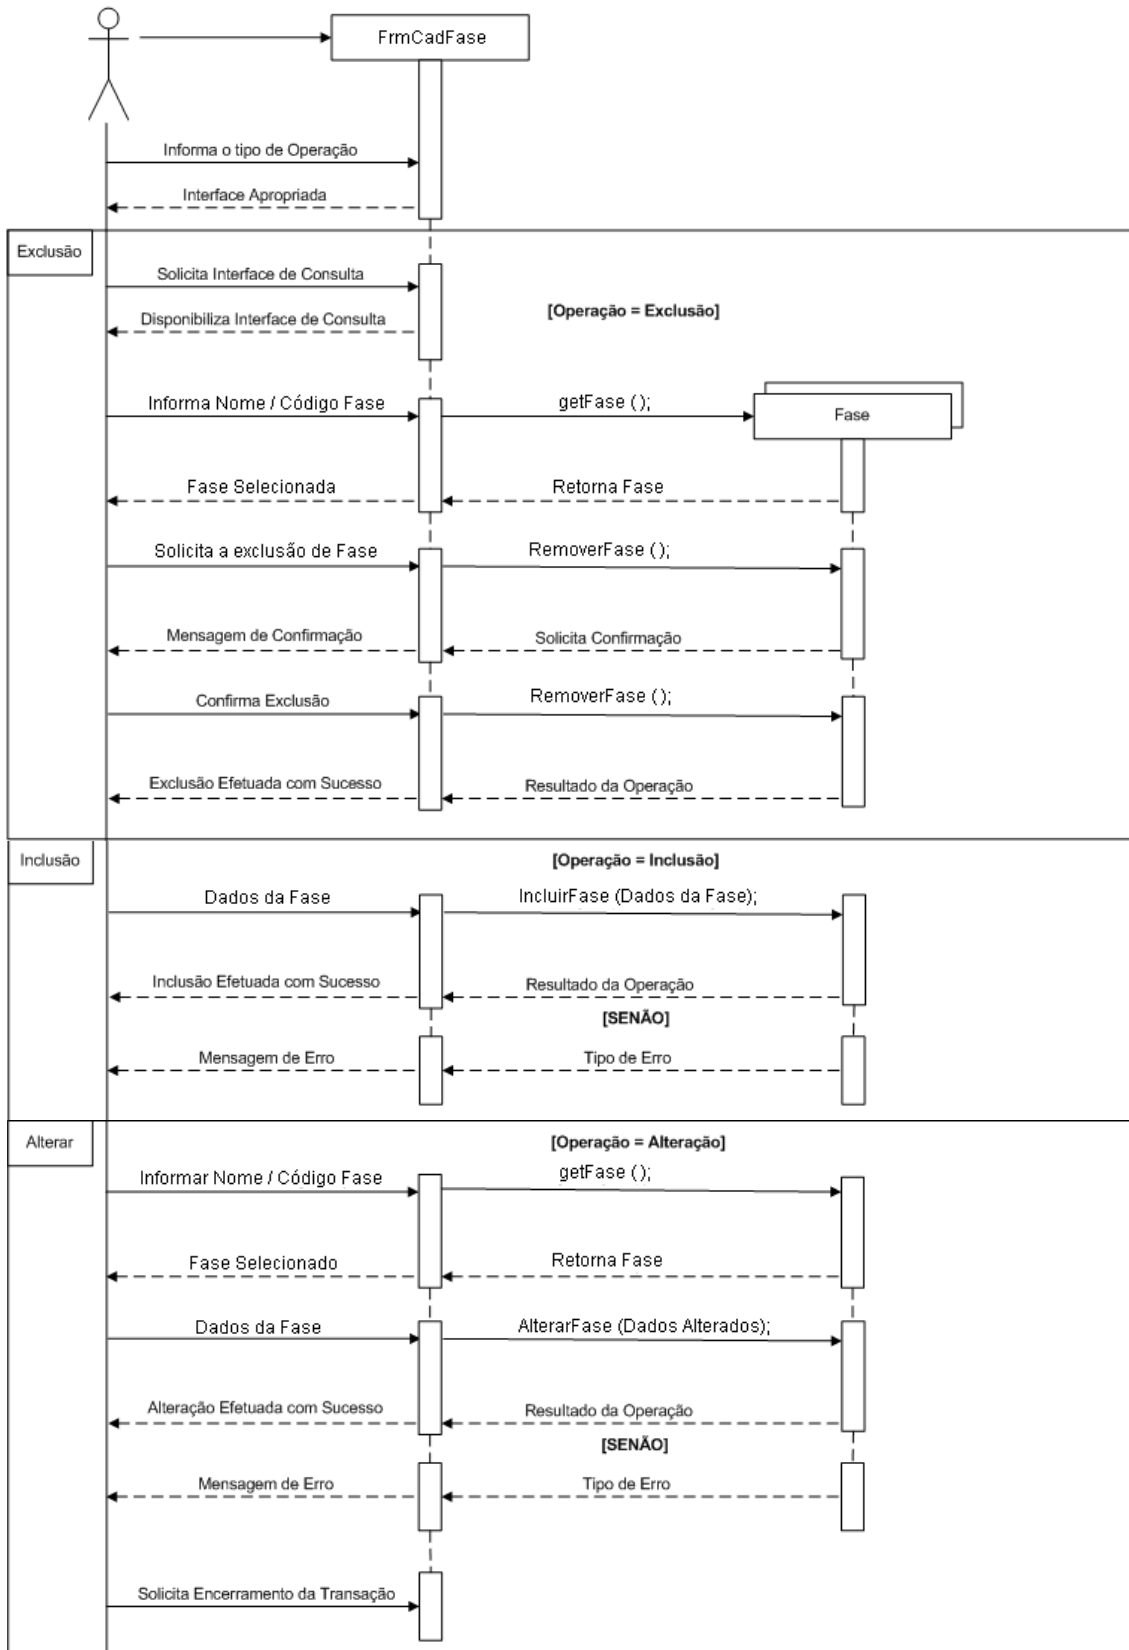 FrmCadFase
Informa o tipo de Operação
Interface Apropriada
Exclusão
Solicita Interface de Consulta
[Operação = Exclusão]
Disponibiliza Interface de Consulta
Informa Nome / Código Fase
getFase ( );
Fase
Fase Selecionada
Retorna Fase
Solicita a exclusão de Fase
RemoverFase ( );
Mensagem de Confirmação
Solicita Confirmação
Confirma Exclusão
RemoverFase ( );
Exclusão Efetuada com Sucesso
Resultado da Operação
Inclusão
[Operação = Inclusão]
Dados da Fase
IncluirFase (Dados da Fase);
Inclusão Efetuada com Sucesso
Resultado da Operação
[SENÃO]
Mensagem de Erro
Tipo de Erro
Alterar
[Operação = Alteração]
Informar Nome / Código Fase
getFase ( );
Fase Selecionado
Retorna Fase
Dados da Fase
AlterarFase (Dados Alterados);
Alteração Efetuada com Sucesso
Resultado da Operação
[SENÃO]
Mensagem de Erro
Tipo de Erro
Solicita Encerramento da Transação